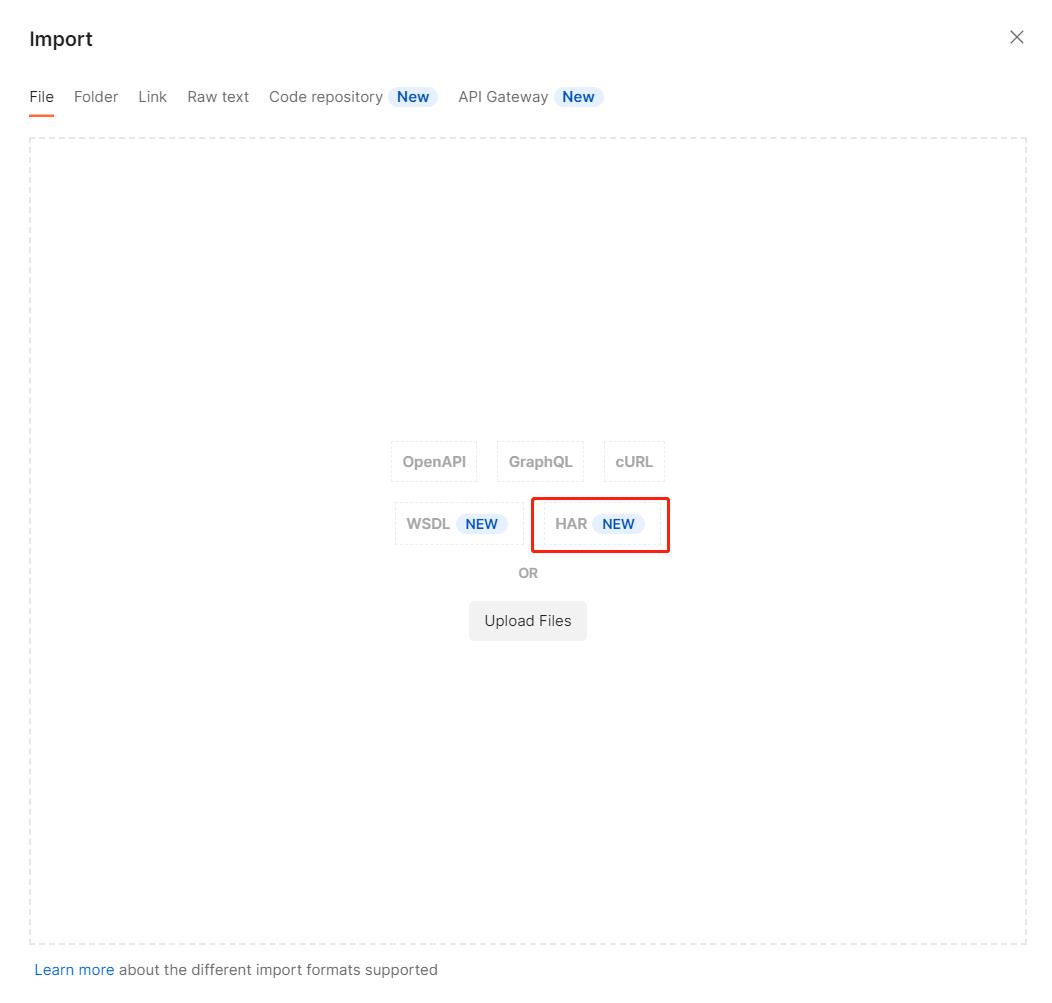 Import
File Folder Link Raw text Code repository New API Gateway New
OpenAPI GraphQL cURL
WSDL NEW HAR NEW
OR
Upload Files
Learn more about the different import formats supported